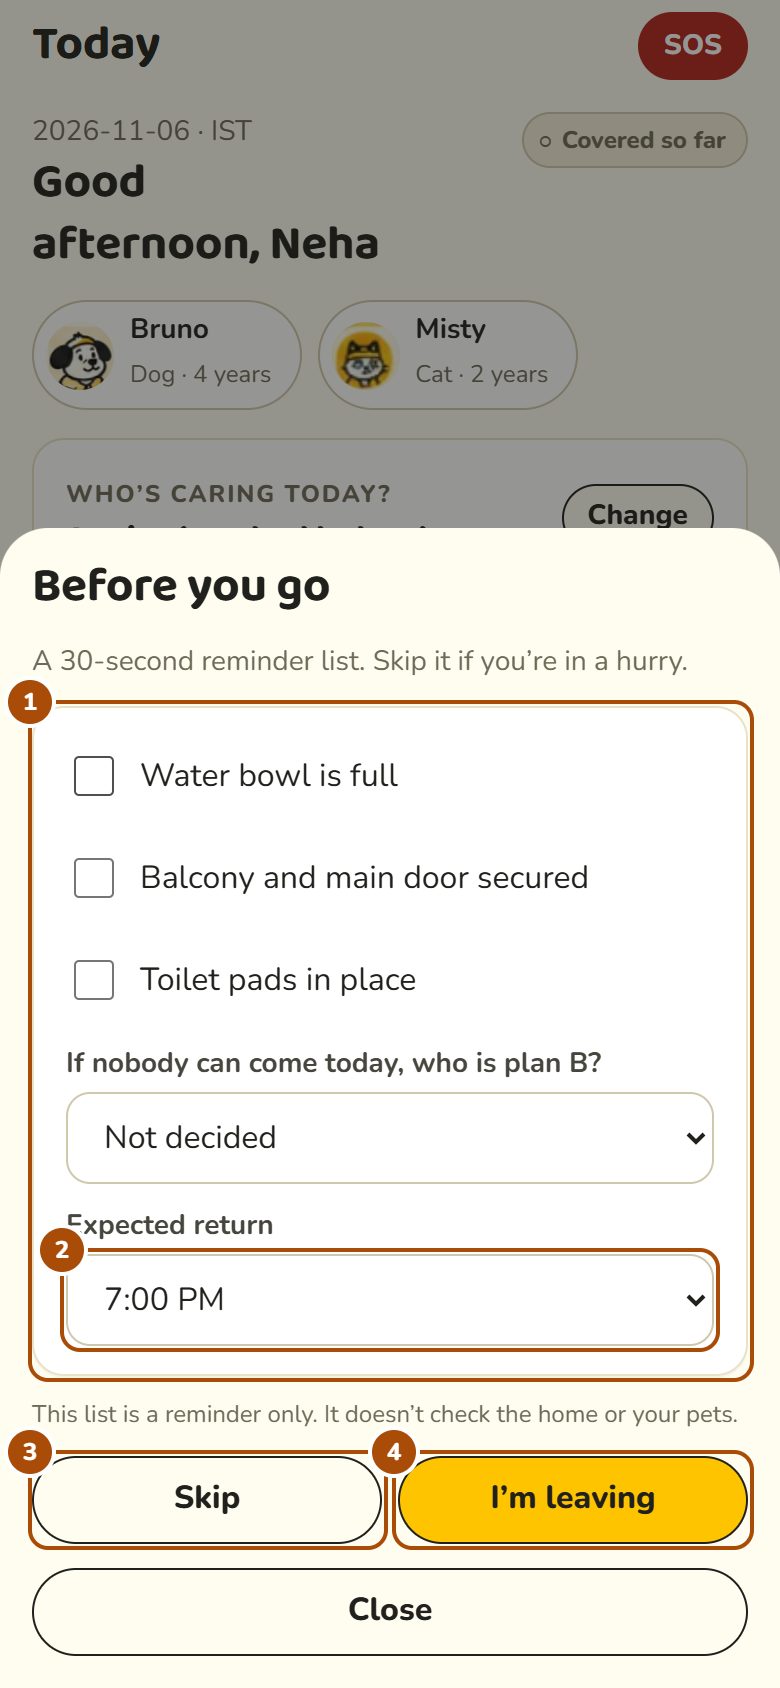 Today
SOS
2026-11-06 · IST
Covered so far
Good
afternoon, Neha
Bruno
Dog · 4 years
Misty
Cat · 2 years
WHO’S CARING TODAY?
Change
Before you go
A 30-second reminder list. Skip it if you’re in a hurry.
1
Water bowl is full
Balcony and main door secured
Toilet pads in place
If nobody can come today, who is plan B?
Not decided
Expected return
2
7:00 PM
This list is a reminder only. It doesn’t check the home or your pets.
3
Skip
4
I’m leaving
Close